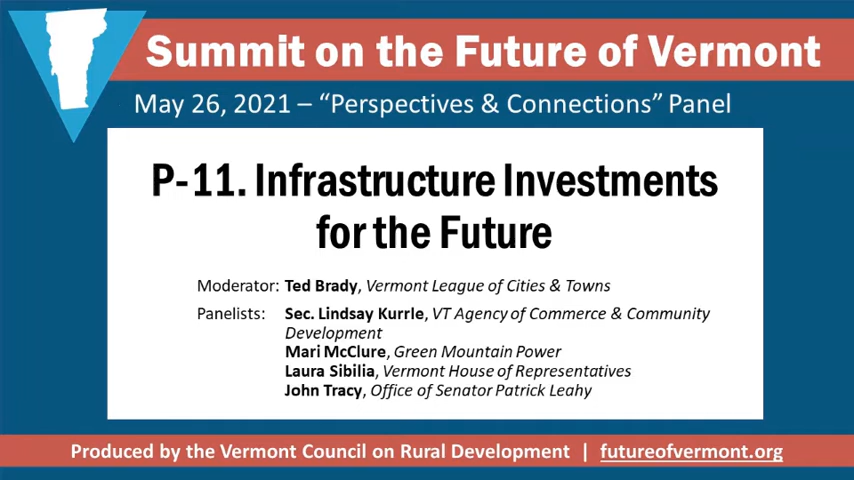 Summit on the Future of Vermont
May 26, 2021 – “Perspectives & Connections” Panel
P-11. Infrastructure Investments
for the Future
Moderator: Ted Brady, Vermont League of Cities & Towns
Panelists: Sec. Lindsay Kurrle, VT Agency of Commerce & Community
Development
Mari McClure, Green Mountain Power
Laura Sibilia, Vermont House of Representatives
John Tracy, Office of Senator Patrick Leahy
Produced by the Vermont Council on Rural Development | futureofvermont.org